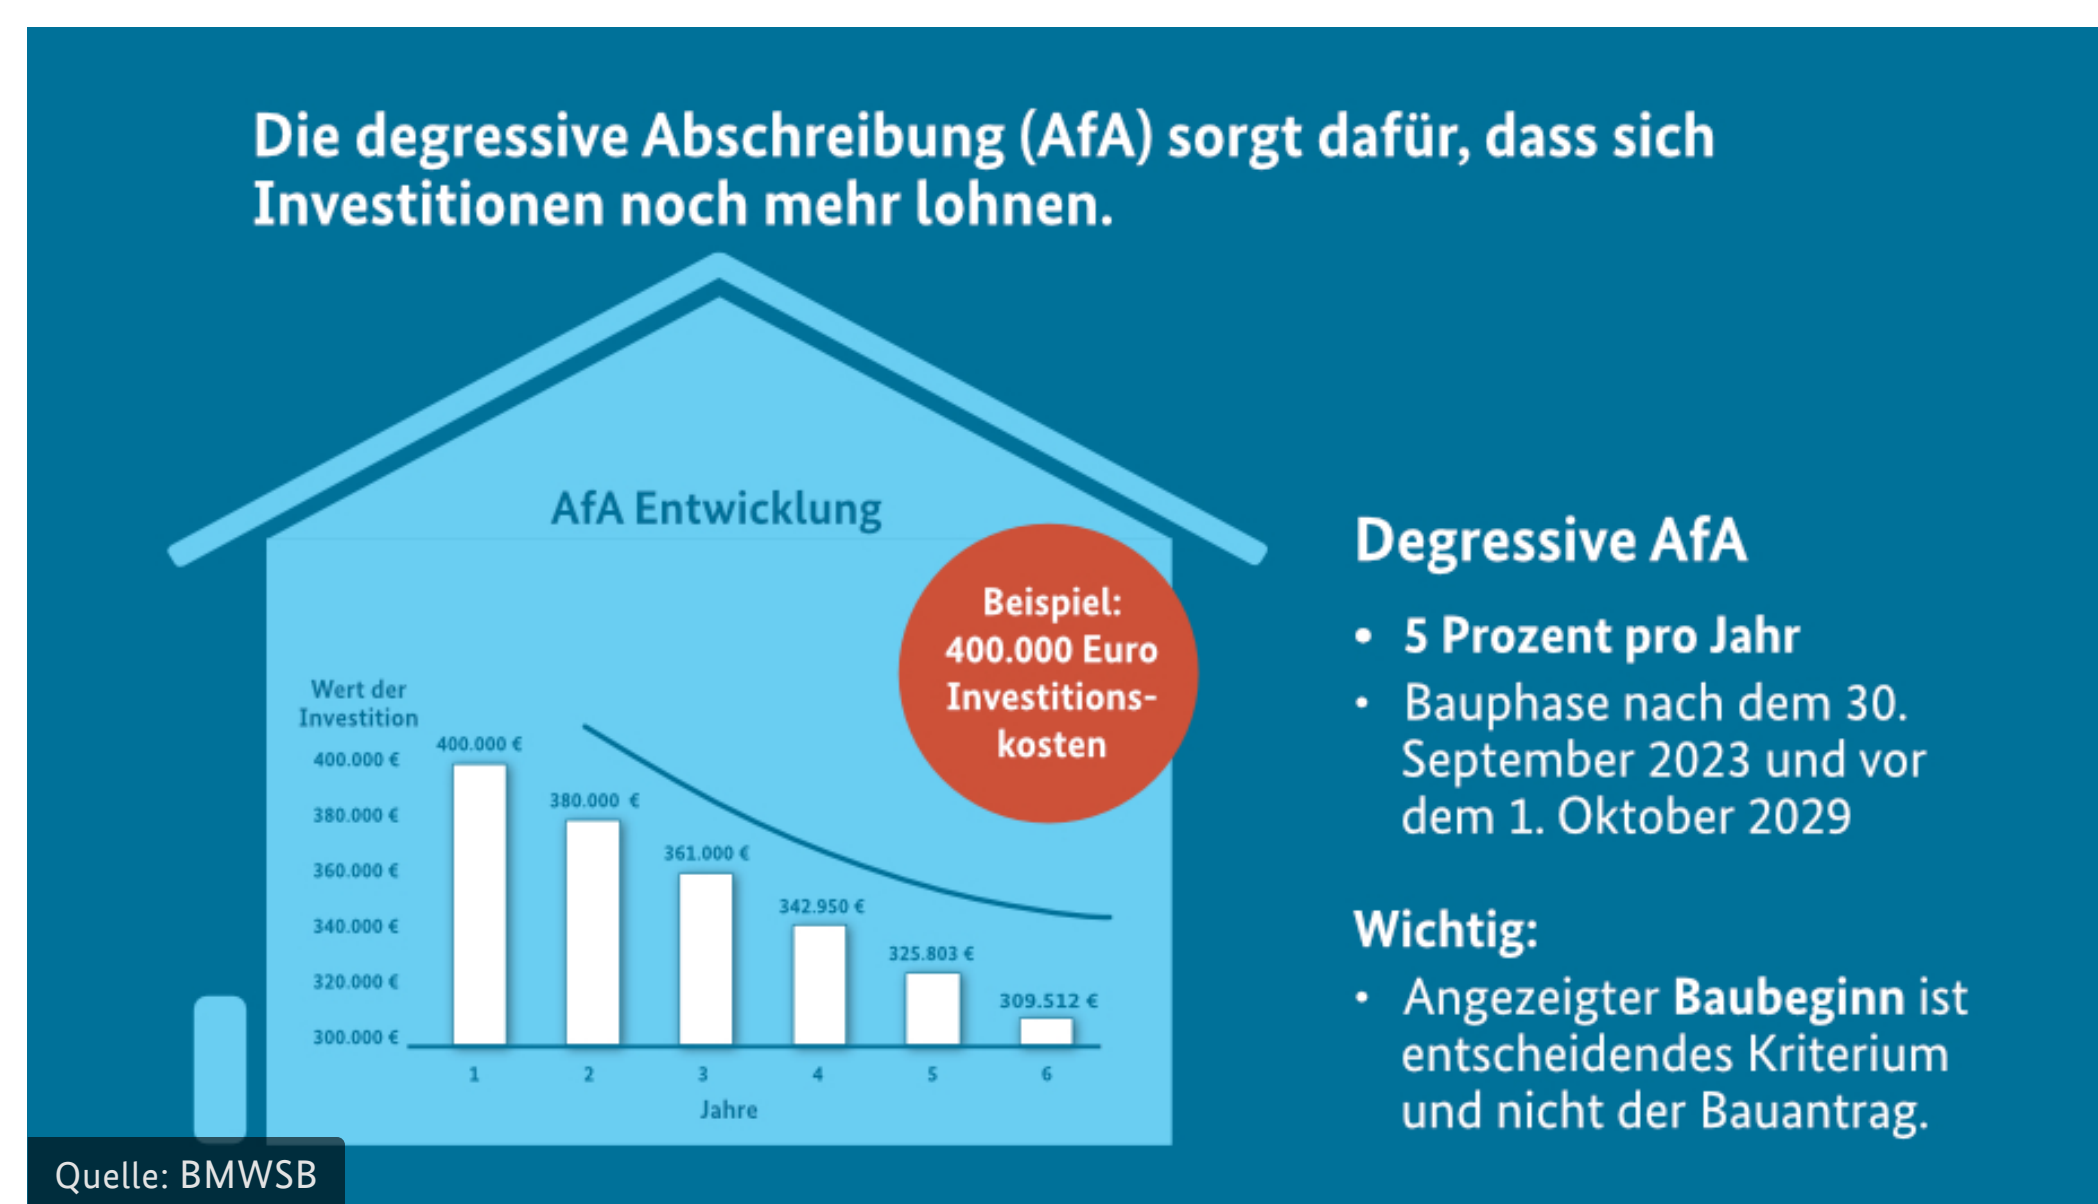 Die degressive Abschreibung (AfA) sorgt dafür, dass sich
Investitionen noch mehr lohnen.
AfA Entwicklung
Beispiel:
400.000 Euro
Investitions-
kosten
Wert der
Investition
400.000 €
380.000 €
360.000 €
340.000 €
320.000 €
300.000 €
400.000 €
380.000 €
361.000 €
342.950 €
325.803 €
309.512 €
1 2 3 4 5 6
Jahre
Degressive AfA
• 5 Prozent pro Jahr
• Bauphase nach dem 30.
September 2023 und vor
dem 1. Oktober 2029
Wichtig:
• Angezeigter Baubeginn ist
entscheidendes Kriterium
und nicht der Bauantrag.
Quelle: BMWSB